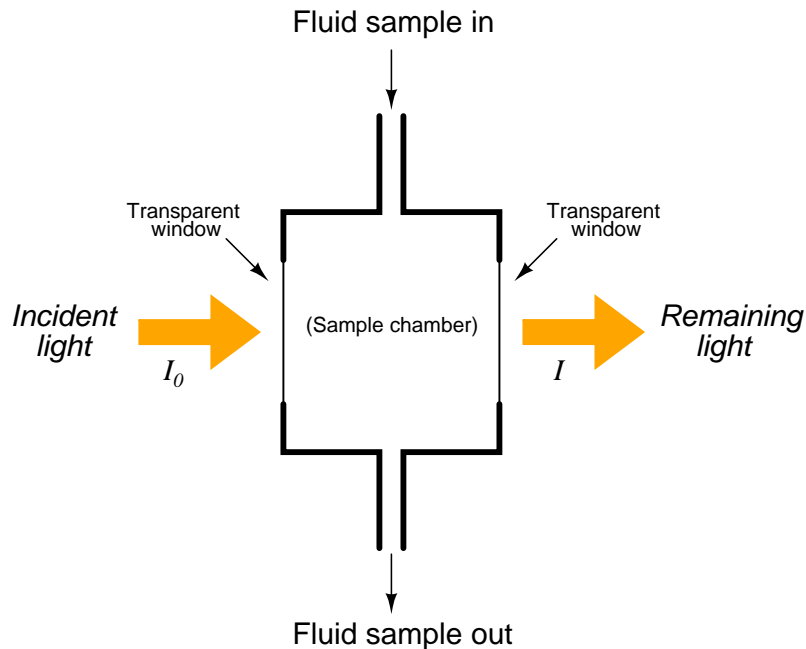 Fluid sample in
Transparent
window
Transparent
window
Incident
light
I0
(Sample chamber)
I
Remaining
light
Fluid sample out